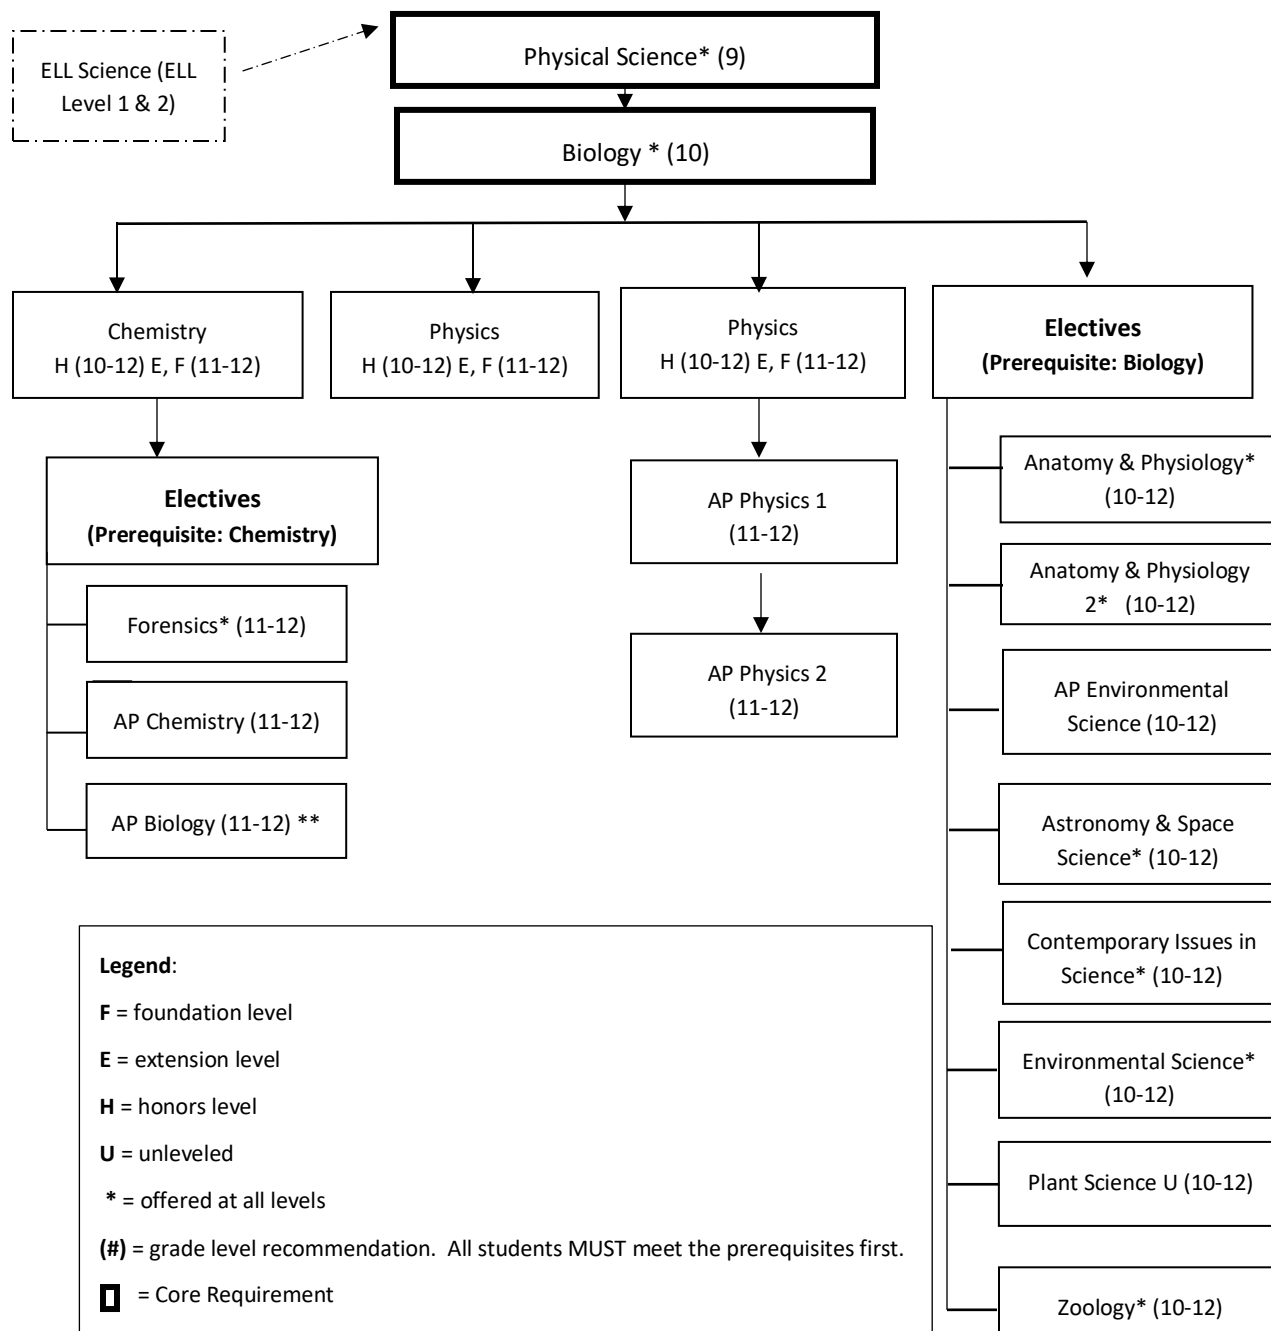 ELL Science (ELL
Level 1 & 2)
Physical Science* (9)
Biology * (10)
Chemistry
H (10-12) E, F (11-12)
Physics
H (10-12) E, F (11-12)
Physics
H (10-12) E, F (11-12)
Electives
(Prerequisite: Biology)
Electives
(Prerequisite: Chemistry)
Forensics* (11-12)
AP Chemistry (11-12)
AP Biology (11-12) **
AP Physics 1
(11-12)
AP Physics 2
(11-12)
Anatomy & Physiology*
(10-12)
Anatomy & Physiology
2* (10-12)
AP Environmental
Science (10-12)
Astronomy & Space
Science* (10-12)
Contemporary Issues in
Science* (10-12)
Environmental Science*
(10-12)
Plant Science U (10-12)
Zoology* (10-12)
Legend:
F = foundation level
E = extension level
H = honors level
U = unleveled
* = offered at all levels
(#) = grade level recommendation. All students MUST meet the prerequisites first.
= Core Requirement